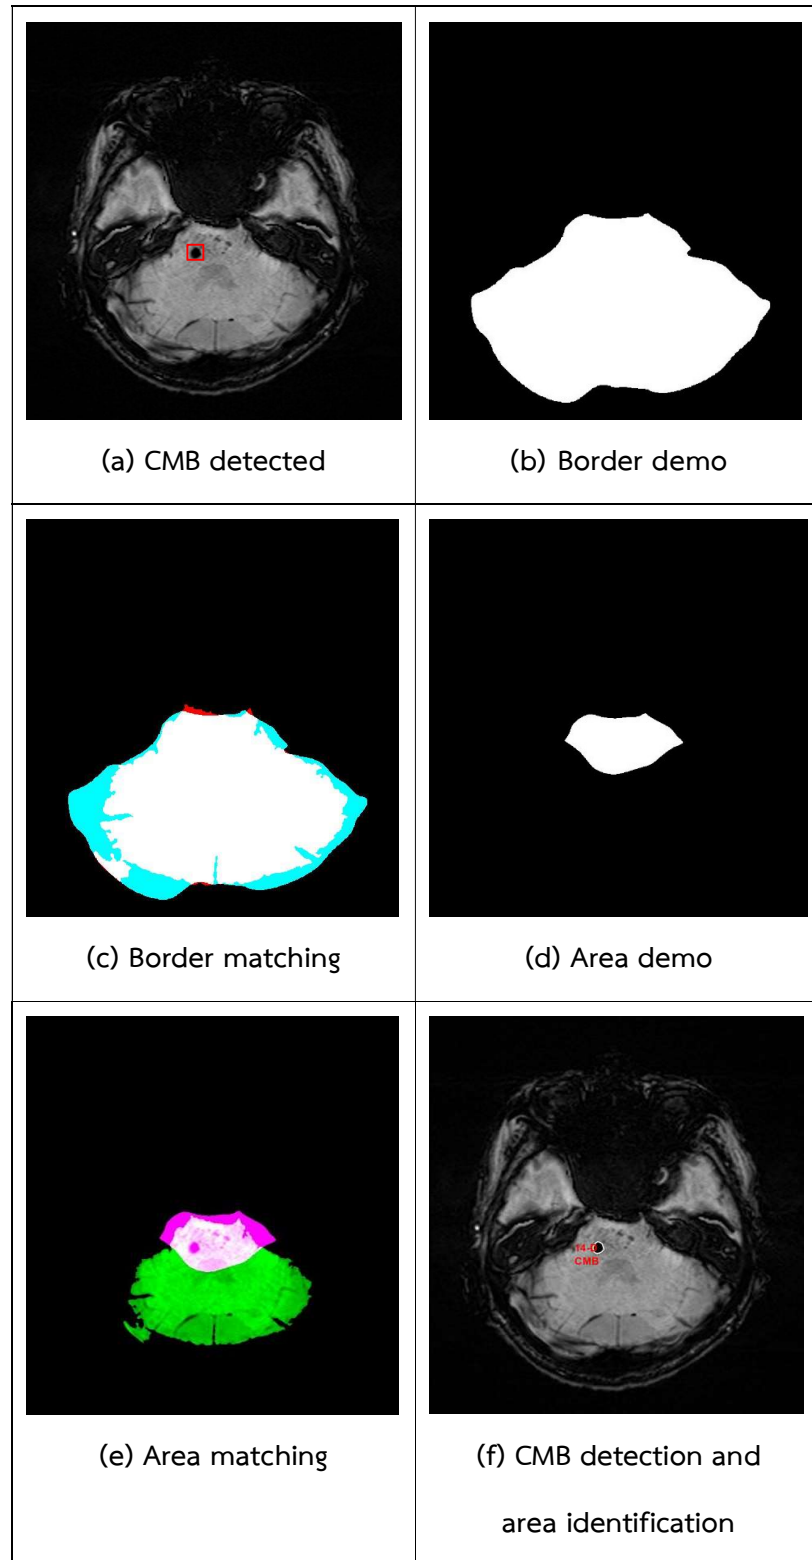 (a) CMB detected
(b) Border demo
(c) Border matching
(d) Area demo
CMB
(e) Area matching
(f) CMB detection and
area identification